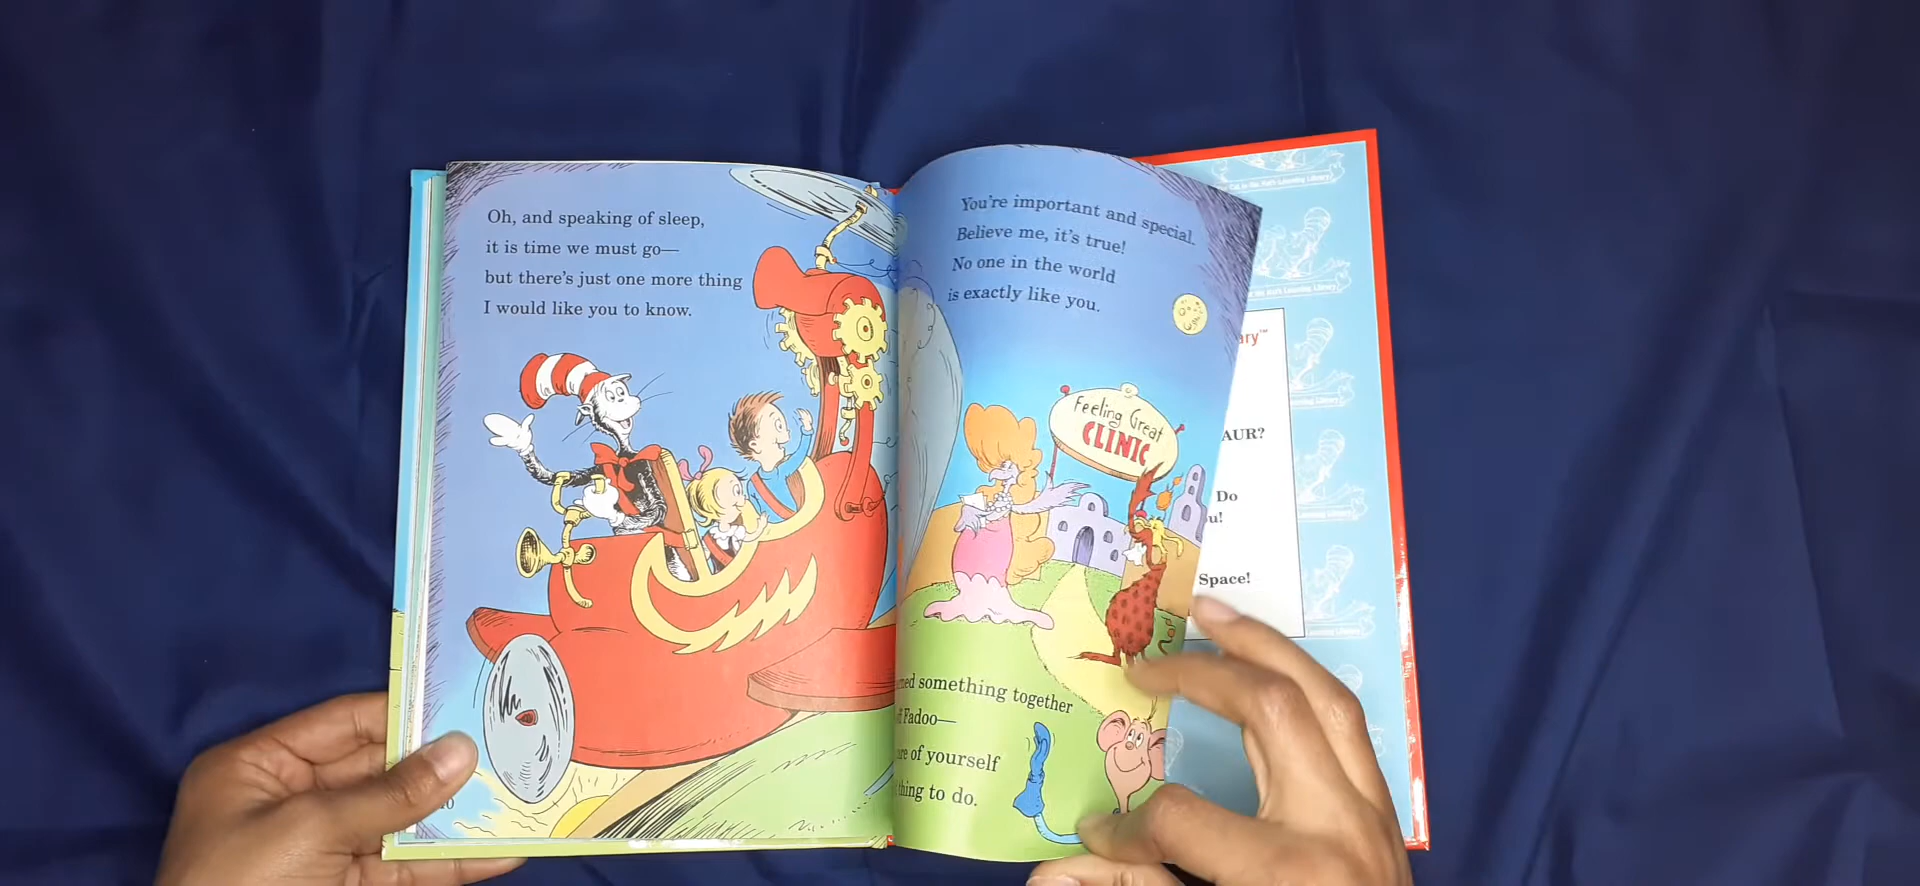 Oh, and speaking of sleep,
it is time we must go—
but there's just one more thing
I would like you to know.
You're important and special.
Believe me, it's true!
No one in the world
is exactly like you.
Feeling Great
CLINIC
something together
Fadoo—
of yourself
thing to do.
AUR?
Do
Space!